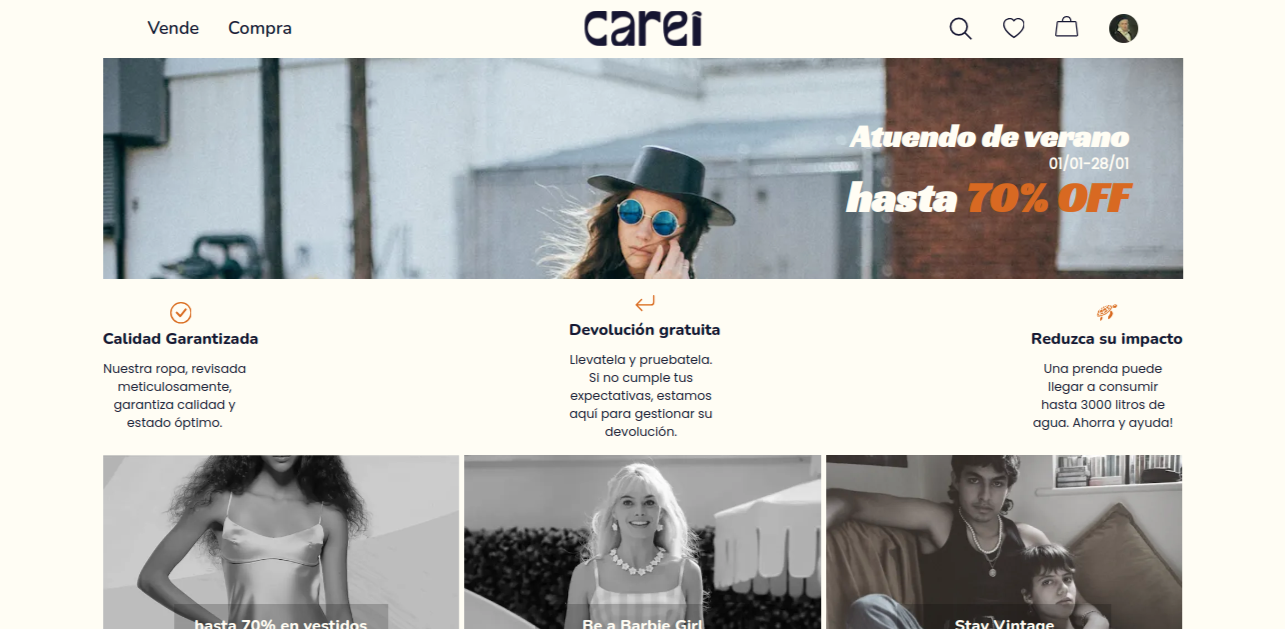 Vende
Compra
carei
Atuendo de verano
01/01-28/01
hasta 70% OFF
Calidad Garantizada
Nuestra ropa, revisada
meticulosamente,
garantiza calidad y
estado óptimo.
Devolución gratuita
Llevatela y pruebatela.
Si no cumple tus
expectativas, estamos
aquí para gestionar su
devolución.
Reduzca su impacto
Una prenda puede
llegar a consumir
hasta 3000 litros de
agua. Ahorra y ayuda!
hasta 70% en vestidos
Be a Barbie Girl
Stay Vintage